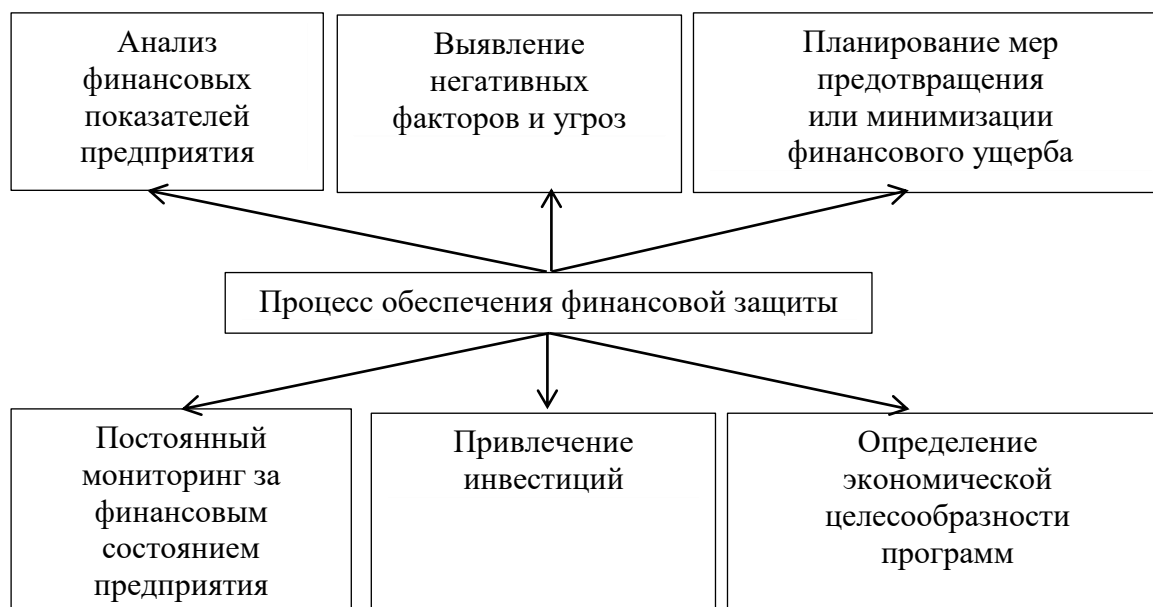 Анализ
финансовых
показателей
предприятия
Выявление
негативных
факторов и угроз
Планирование мер
предотвращения
или минимизации
финансового ущерба
Процесс обеспечения финансовой защиты
Постоянный
мониторинг за
финансовым
состоянием
предприятия
Привлечение
инвестиций
Определение
экономической
целесообразности
программ